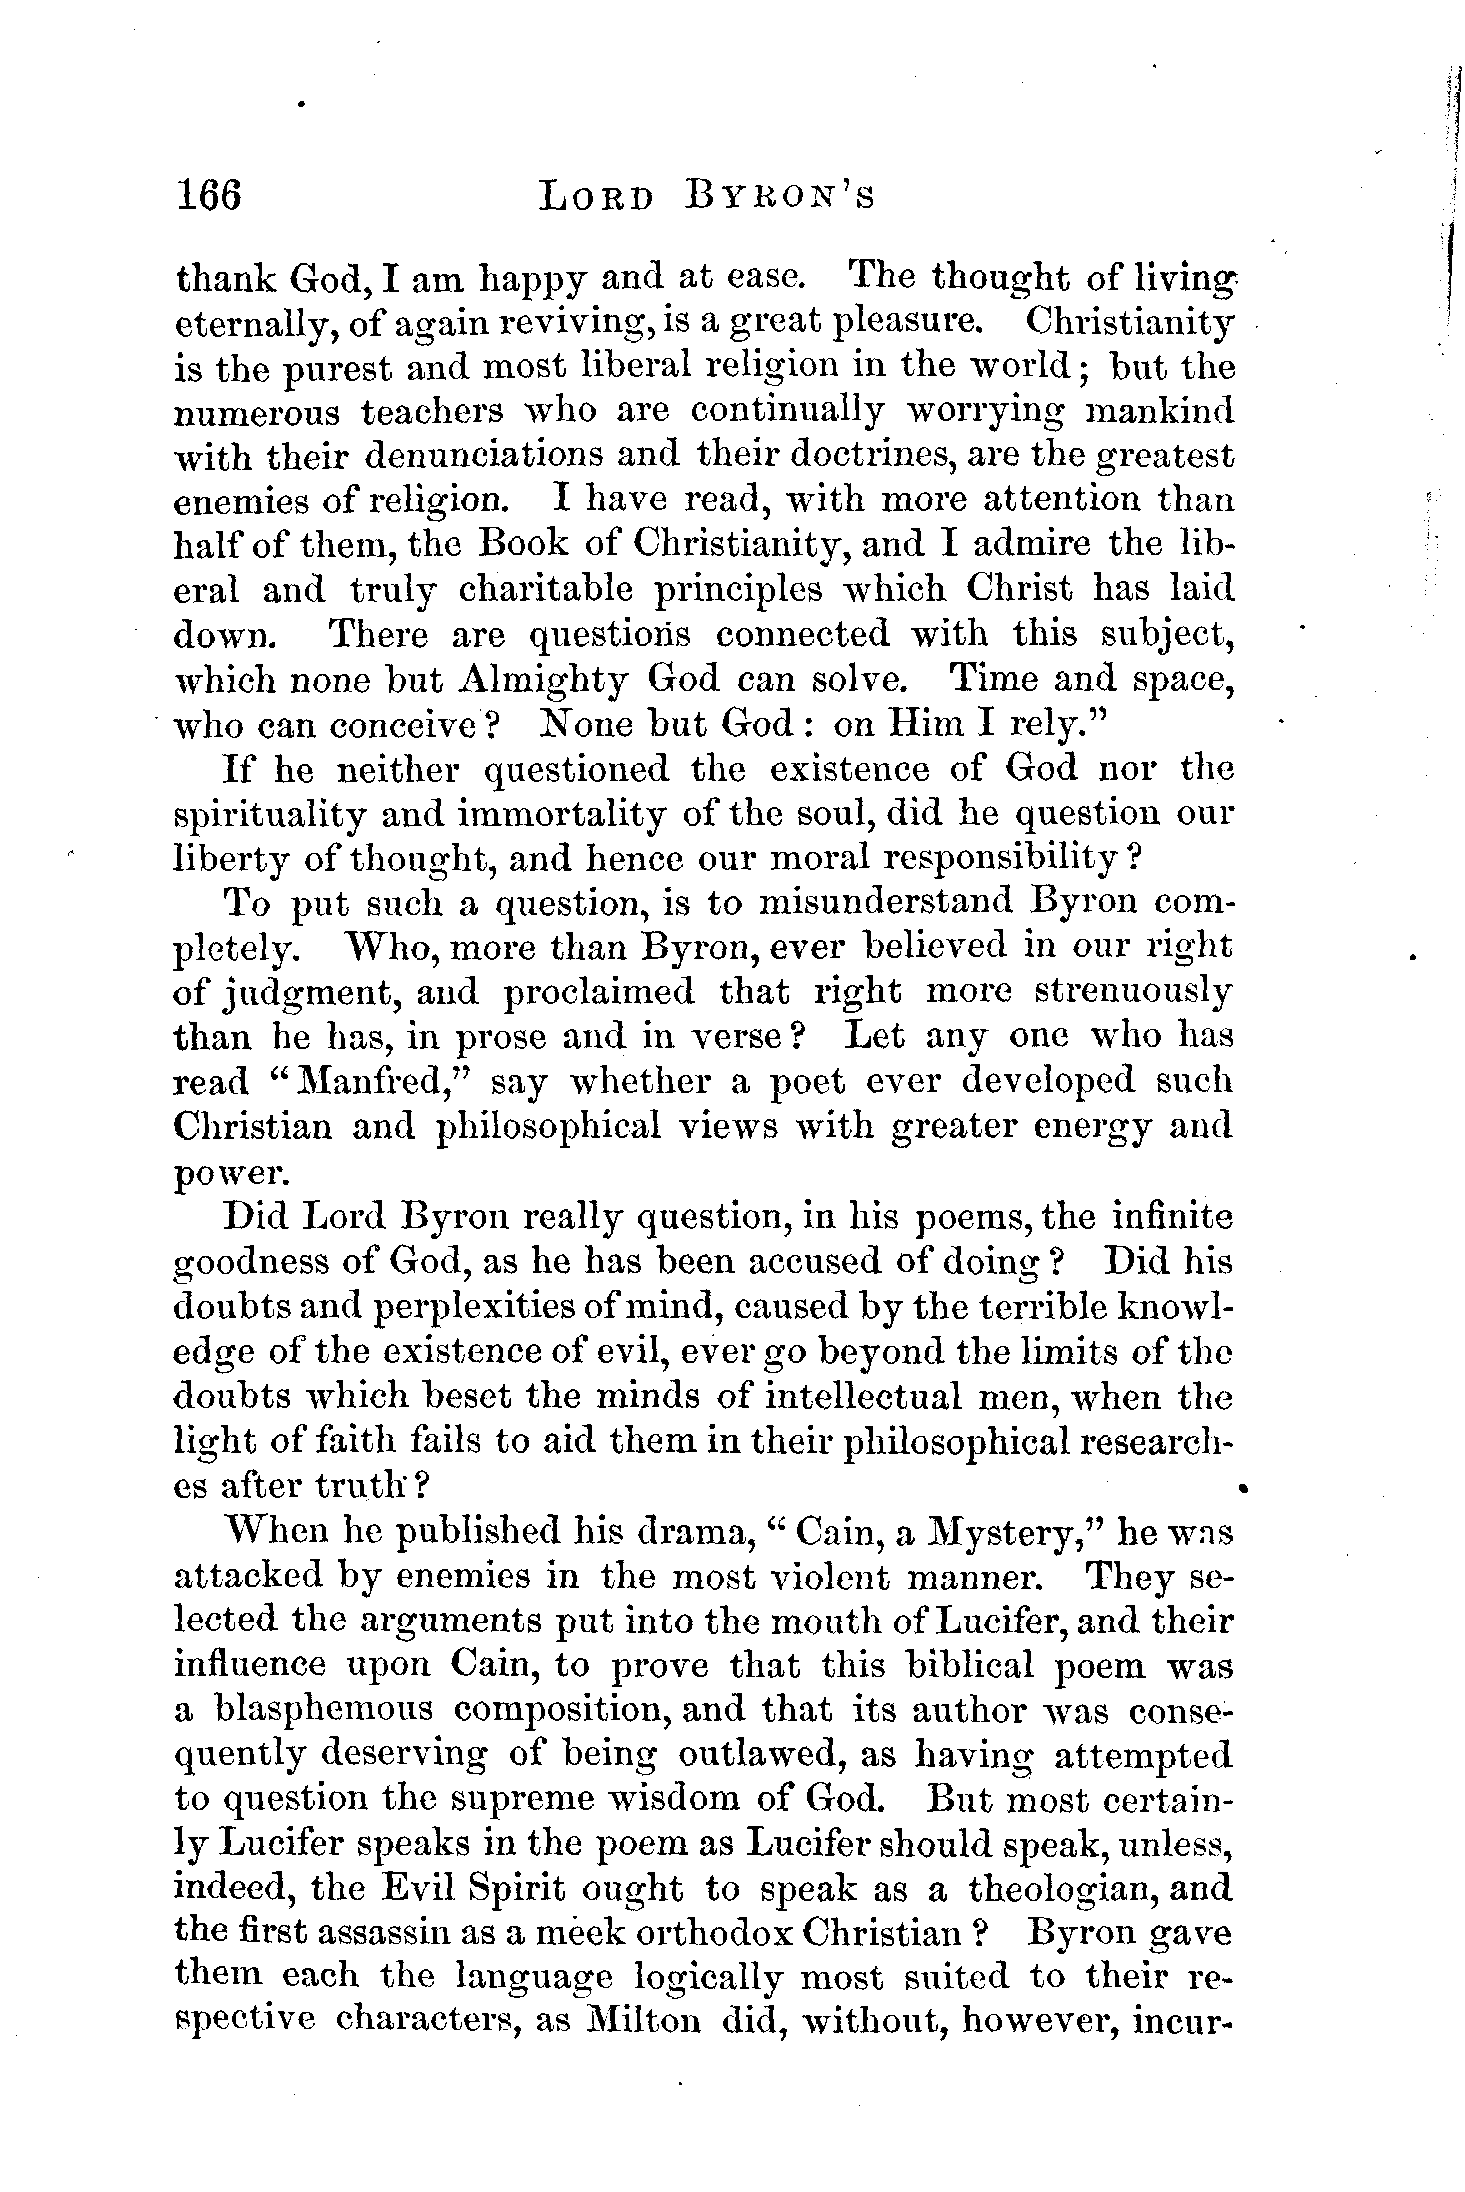 166 LORD BYRON'S
thank God, I am happy and at ease. The thought of living
eternally, of again reviving, is a great pleasure. Christianity
is the purest and most liberal religion in the world; but the
numerous teachers who are continually worrying mankind
with their denunciations and their doctrines, are the greatest
enemies of religion. I have read, with more attention than
half of them, the Book of Christianity, and I admire the lib-
eral and truly charitable principles which Christ has laid
down. There are questions connected with this subject,
which none but Almighty God can solve. Time and space,
who can conceive? None but God: on Him I rely."
If he neither questioned the existence of God nor the
spirituality and immortality of the soul, did he question our
liberty of thought, and hence our moral responsibility?
To put such a question, is to misunderstand Byron com-
pletely. Who, more than Byron, ever believed in our right
of judgment, and proclaimed that right more strenuously
than he has, in prose and in verse? Let any one who has
read "Manfred," say whether a poet ever developed such
Christian and philosophical views with greater energy and
power.
Did Lord Byron really question, in his poems, the infinite
goodness of God, as he has been accused of doing? Did his
doubts and perplexities of mind, caused by the terrible knowl-
edge of the existence of evil, ever go beyond the limits of the
doubts which beset the minds of intellectual men, when the
light of faith fails to aid them in their philosophical research-
es after truth?
When he published his drama, "Cain, a Mystery," he was
attacked by enemies in the most violent manner. They se-
lected the arguments put into the mouth of Lucifer, and their
influence upon Cain, to prove that this biblical poem was
a blasphemous composition, and that its author was conse-
quently deserving of being outlawed, as having attempted
to question the supreme wisdom of God. But most certain-
ly Lucifer speaks in the poem as Lucifer should speak, unless,
indeed, the Evil Spirit ought to speak as a theologian, and
the first assassin as a meek orthodox Christian? Byron gave
them each the language logically most suited to their re-
spective characters, as Milton did, without, however, incur-